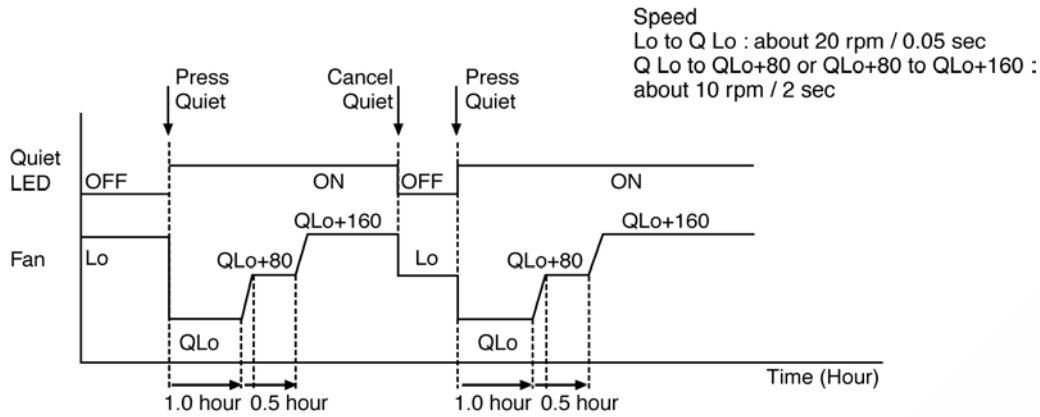 Speed
Lo to Q Lo : about 20 rpm / 0.05 sec
Q Lo to QLo+80 or QLo+80 to QLo+160 :
about 10 rpm / 2 sec
Press
Quiet
Cancel
Quiet
Press
Quiet
Quiet
LED
OFF
ON
OFF
ON
Fan
Lo
QLo
QLo+80
QLo+160
Lo
QLo
QLo+80
QLo+160
1.0 hour
0.5 hour
1.0 hour
0.5 hour
Time (Hour)